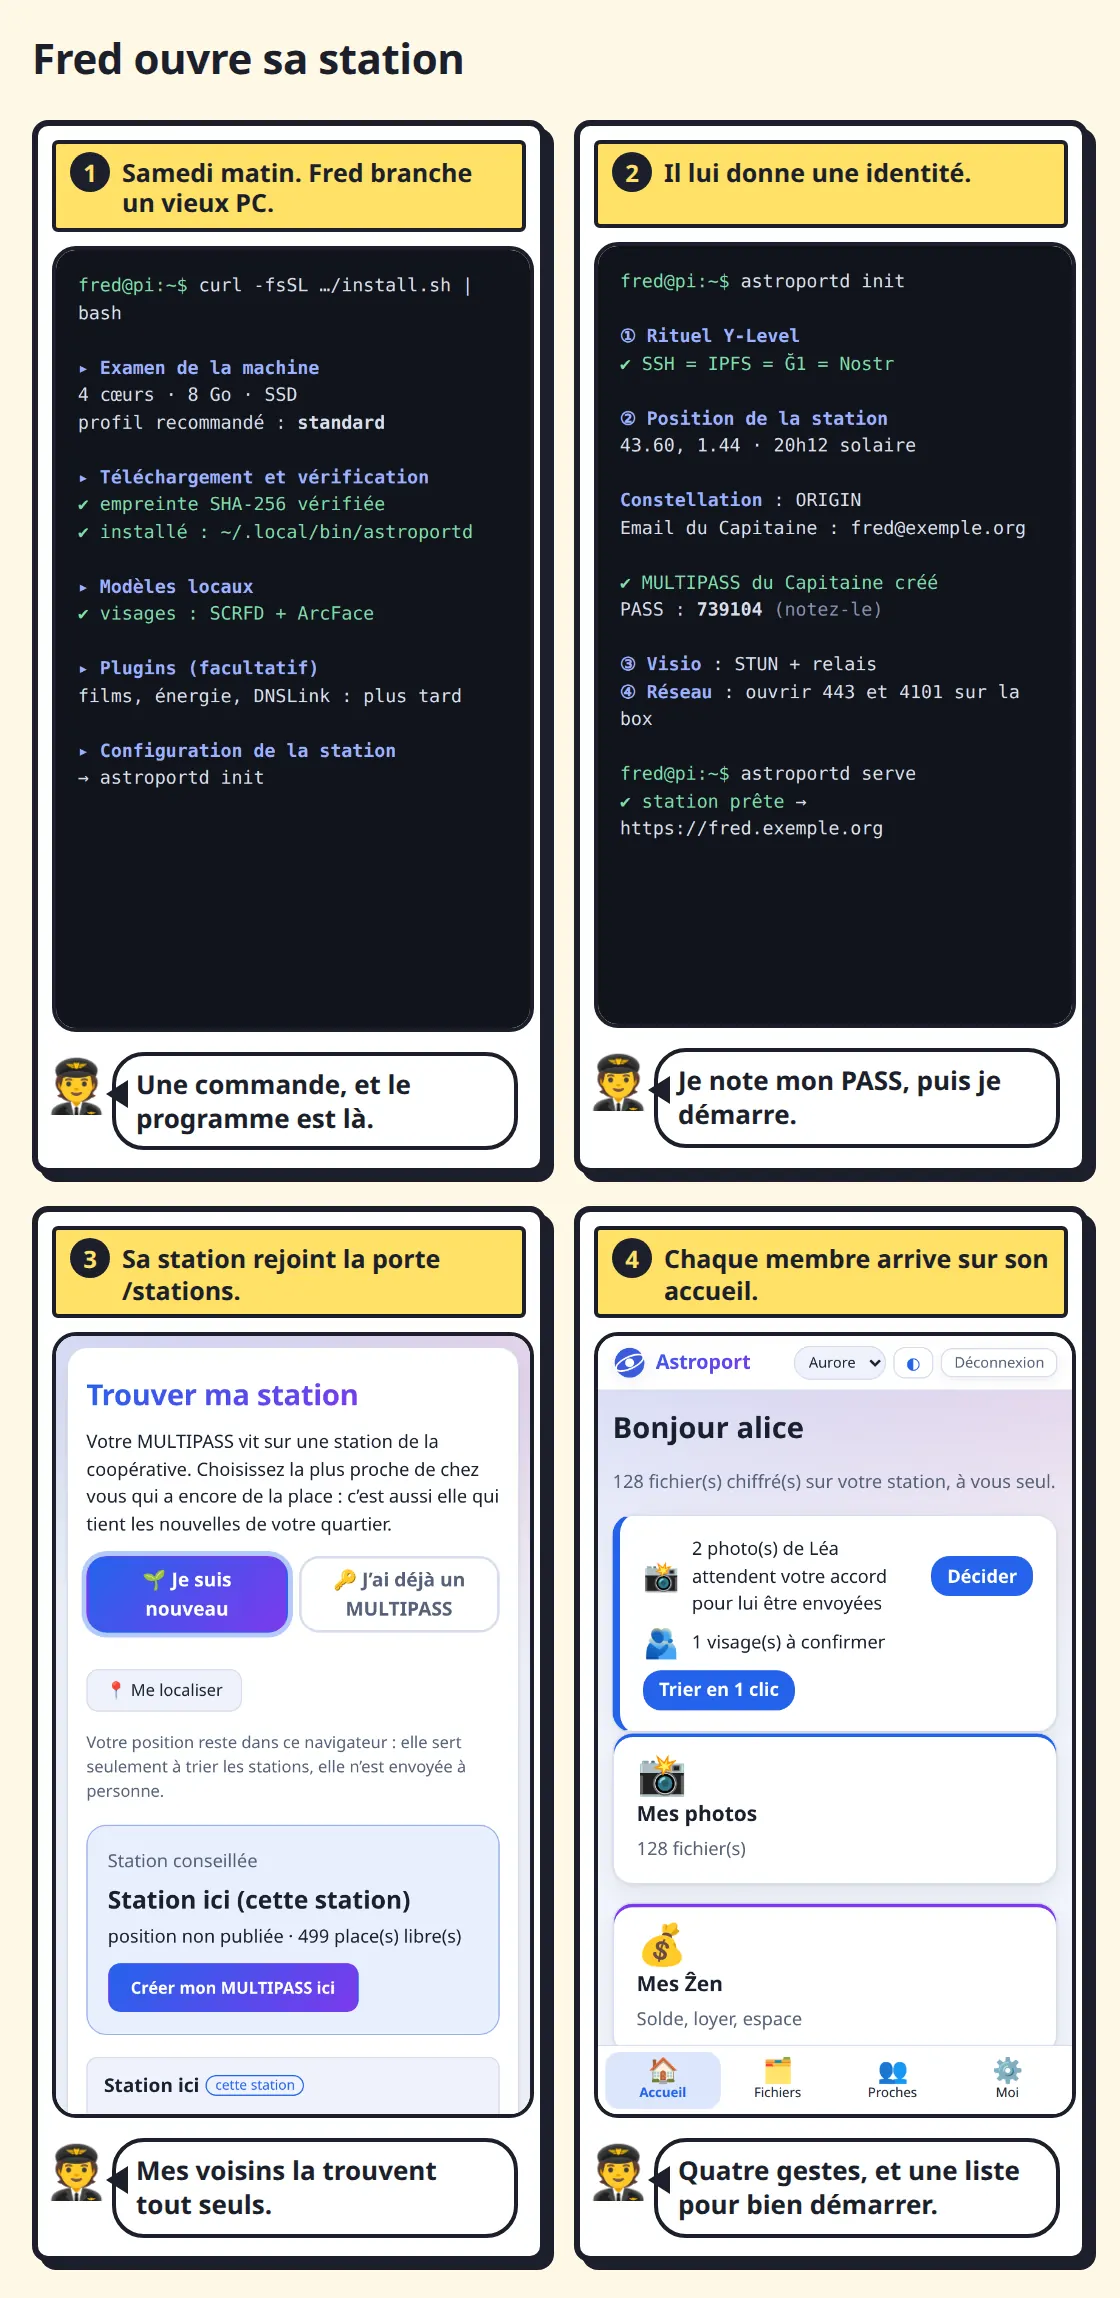 Fred ouvre sa station
1 Samedi matin. Fred branche
un vieux PC.
fred@pi:~$ curl -fsSL …/install.sh |
bash
▸ Examen de la machine
4 cœurs · 8 Go · SSD
profil recommandé : standard
▸ Téléchargement et vérification
✔ empreinte SHA-256 vérifiée
✔ installé : ~/.local/bin/astroportd
▸ Modèles locaux
✔ visages : SCRFD + ArcFace
▸ Plugins (facultatif)
films, énergie, DNSLink : plus tard
▸ Configuration de la station
→ astroportd init
Une commande, et le
programme est là.
2 Il lui donne une identité.
fred@pi:~$ astroportd init
① Rituel Y-Level
✔ SSH = IPFS = Ğ1 = Nostr
② Position de la station
43.60, 1.44 · 20h12 solaire
Constellation : ORIGIN
Email du Capitaine : fred@exemple.org
✔ MULTIPASS du Capitaine créé
PASS : 739104 (notez-le)
③ Visio : STUN + relais
④ Réseau : ouvrir 443 et 4101 sur la
box
fred@pi:~$ astroportd serve
✔ station prête →
https://fred.exemple.org
Je note mon PASS, puis je
démarre.
3 Sa station rejoint la porte
/stations.
Trouver ma station
Votre MULTIPASS vit sur une station de la
coopérative. Choisissez la plus proche de chez
vous qui a encore de la place : c’est aussi elle qui
tient les nouvelles de votre quartier.
🌱 Je suis
nouveau
🔑 J’ai déjà un
MULTIPASS
📍 Me localiser
Votre position reste dans ce navigateur : elle sert
seulement à trier les stations, elle n’est envoyée à
personne.
Station conseillée
Station ici (cette station)
position non publiée · 499 place(s) libre(s)
Créer mon MULTIPASS ici
Station ici cette station
Mes voisins la trouvent
tout seuls.
4 Chaque membre arrive sur son
accueil.
Astroport Aurore Déconnexion
Bonjour alice
128 fichier(s) chiffré(s) sur votre station, à vous seul.
2 photo(s) de Léa
attendent votre accord
pour lui être envoyées
Décider
1 visage(s) à confirmer
Trier en 1 clic
Mes photos
128 fichier(s)
Mes Ẑen
Solde, loyer, espace
Accueil Fichiers Proches Moi
Quatre gestes, et une liste
pour bien démarrer.